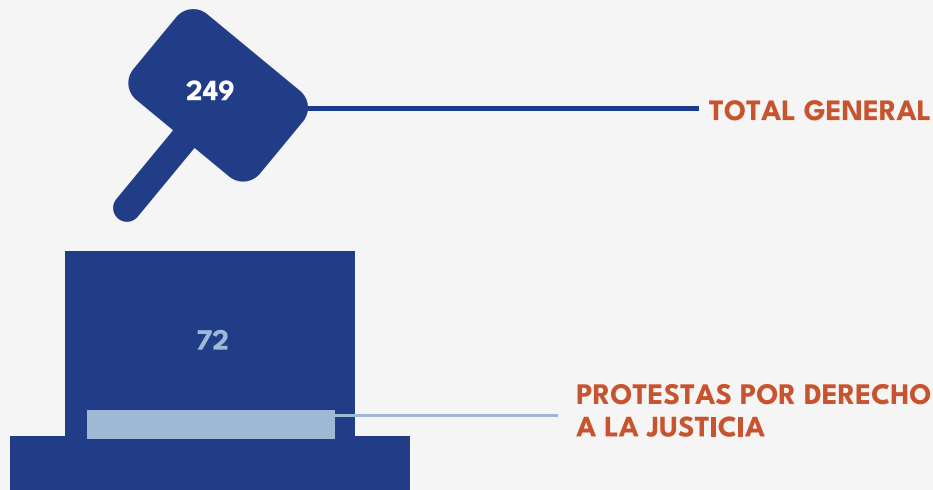 249
TOTAL GENERAL
72
PROTESTAS POR DERECHO
A LA JUSTICIA